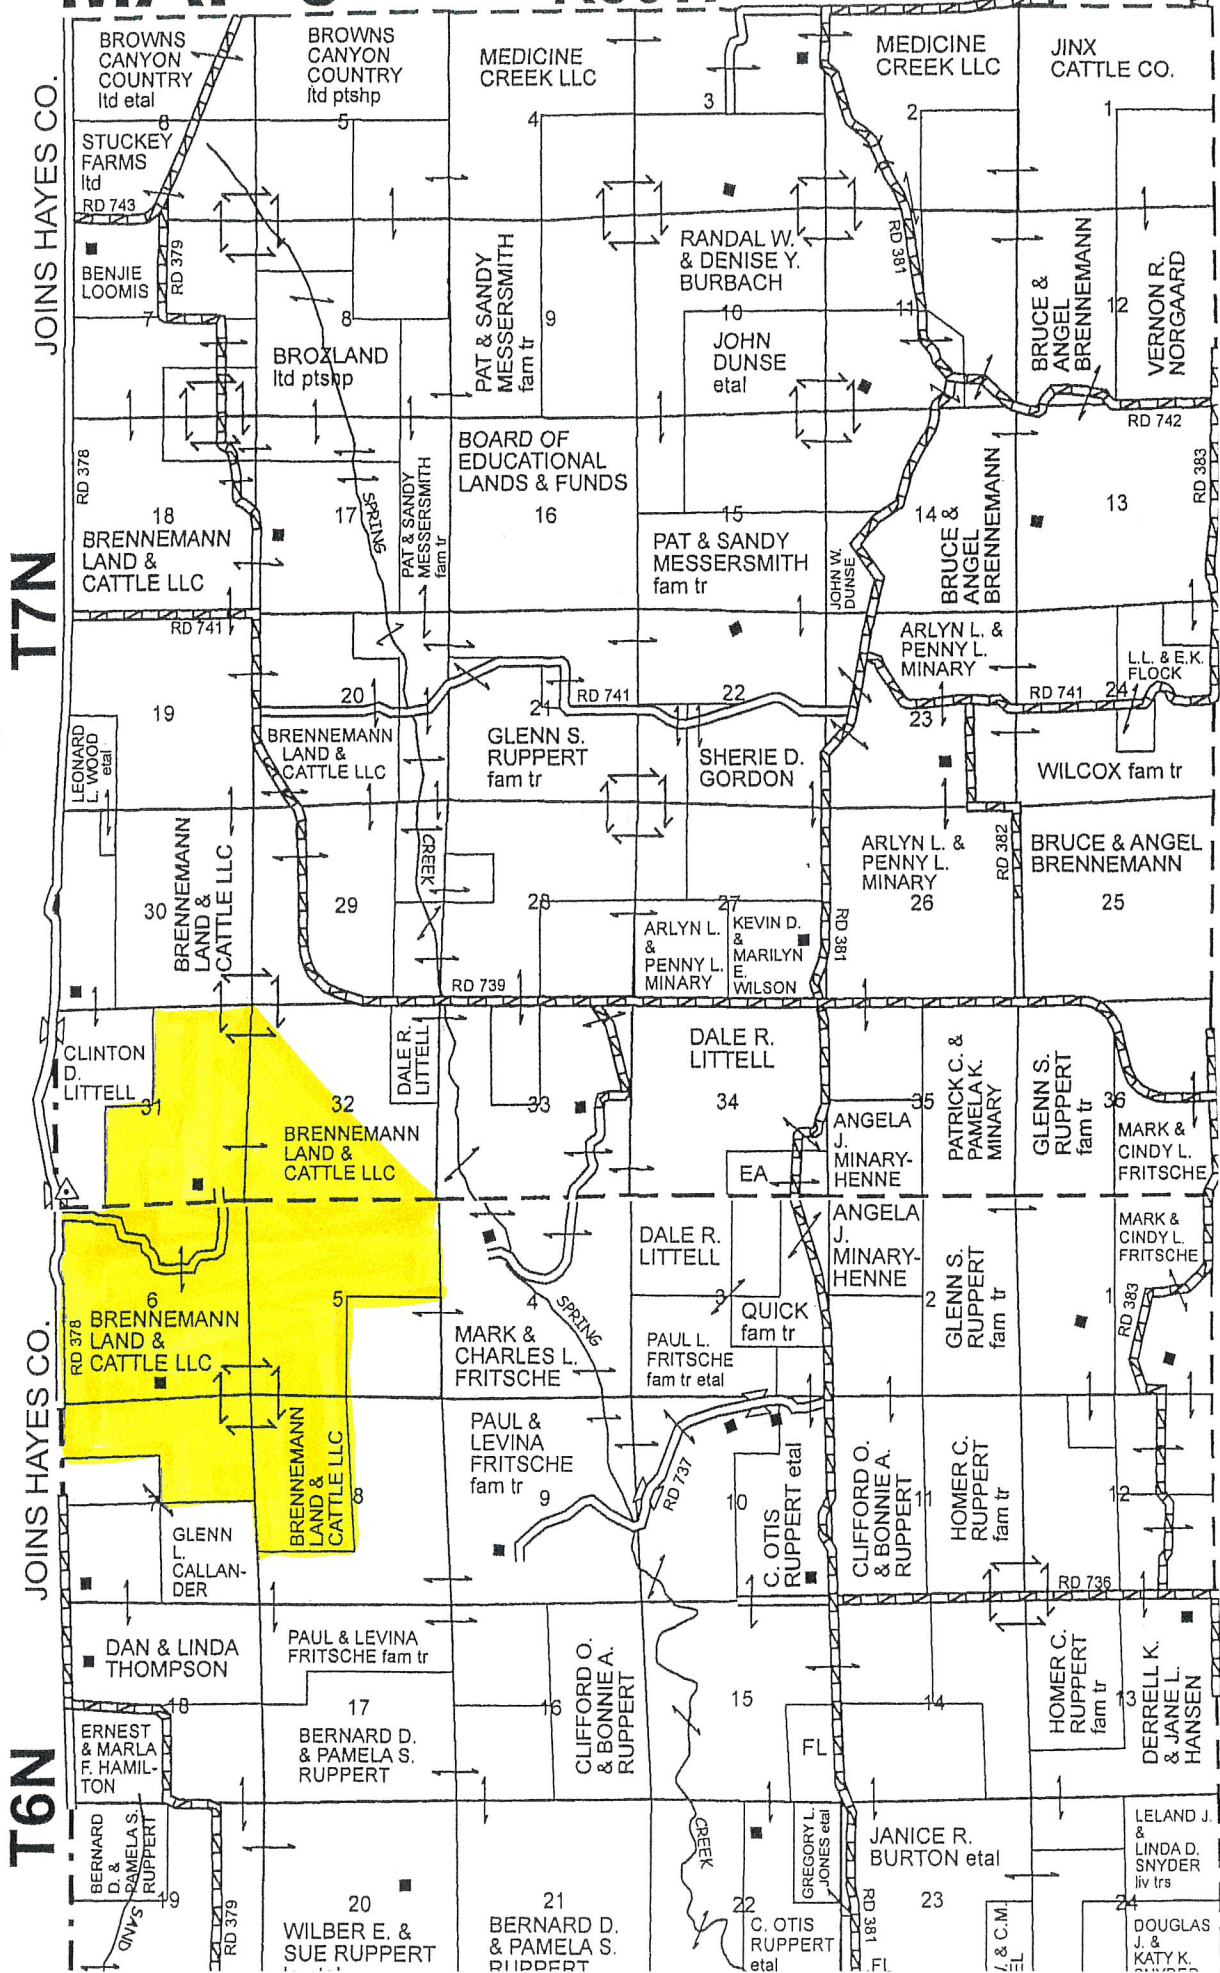 JOINS HAYES CO.
T7N
JOINS HAYES CO.
T6N
BROWNS
CANYON
COUNTRY
ltd etal
6
BROWNS
CANYON
COUNTRY
ltd ptshp
5
MEDICINE
CREEK LLC
4
3
MEDICINE
CREEK LLC
2
JINX
CATTLE CO.
1
STUCKEY
FARMS
ltd
RD 743
RD 379
BENJIE
LOOMIS
7
8
BROZLAND
ltd ptshp
PAT & SANDY
MESSERSMITH
fam tr
9
RANDAL W.
& DENISE Y.
BURBACH
10
JOHN
DUNSE
etal
RD 381
11
BRUCE &
ANGEL
BRENNEMANN
12
VERNON R.
NORGAARD
RD 742
RD 378
18
BRENNEMANN
LAND &
CATTLE LLC
17
SPRING
PAT & SANDY
MESSERSMITH
fam tr
BOARD OF
EDUCATIONAL
LANDS & FUNDS
16
15
PAT & SANDY
MESSERSMITH
fam tr
JOHN W.
DUNSE
14
BRUCE &
ANGEL
BRENNEMANN
13
RD 383
RD 741
19
LEONARD
L. WOOD
etal
20
BRENNEMANN
LAND &
CATTLE LLC
21
RD 741
GLENN S.
RUPPERT
fam tr
22
SHERIE D.
GORDON
ARLYN L. &
PENNY L.
MINARY
23
RD 741
24
L.L. & E.K.
FLOCK
WILCOX fam tr
30
BRENNEMANN
LAND &
CATTLE LLC
29
CREEK
28
27
ARLYN L.
&
PENNY L.
MINARY
KEVIN D.
&
MARILYN
E.
WILSON
RD 381
ARLYN L. &
PENNY L.
MINARY
26
RD 382
BRUCE & ANGEL
BRENNEMANN
25
RD 739
CLINTON
D.
LITTELL
31
32
BRENNEMANN
LAND &
CATTLE LLC
DALE R.
LITTELL
33
DALE R.
LITTELL
34
EA
35
ANGELA
J.
MINARY-
HENNE
PATRICK C. &
PAMELA K.
MINARY
GLENN S.
RUPPERT
fam tr
36
MARK &
CINDY L.
FRITSCHE
RD 378
6
BRENNEMANN
LAND &
CATTLE LLC
5
4
SPRING
MARK &
CHARLES L.
FRITSCHE
DALE R.
LITTELL
3
QUICK
fam tr
PAUL L.
FRITSCHE
fam tr etal
ANGELA
J.
MINARY-
HENNE
2
GLENN S.
RUPPERT
fam tr
MARK &
CINDY L.
FRITSCHE
1
RD 383
7
GLENN
L.
CALLAN-
DER
BRENNEMANN
LAND &
CATTLE LLC
8
PAUL &
LEVINA
FRITSCHE
fam tr
9
RD 737
10
C. OTIS
RUPPERT etal
CLIFFORD O.
& BONNIE A.
RUPPERT
11
HOMER C.
RUPPERT
fam tr
12
RD 736
DAN & LINDA
THOMPSON
18
ERNEST
& MARLA
F. HAMIL-
TON
PAUL & LEVINA
FRITSCHE fam tr
17
BERNARD D.
& PAMELA S.
RUPPERT
16
CLIFFORD O.
& BONNIE A.
RUPPERT
15
FL
14
HOMER C.
RUPPERT
fam tr
13
DERRELL K.
& JANE L.
HANSEN
BERNARD
D. &
PAMELA S.
RUPPERT
19
SAND
RD 379
20
WILBER E. &
SUE RUPPERT
21
BERNARD D.
& PAMELA S.
RUPPERT
CREEK
22
C. OTIS
RUPPERT
etal
GREGORY L.
JONES etal
RD 381
JANICE R.
BURTON etal
23
FL
& C.M.
LELAND J.
&
LINDA D.
SNYDER
liv trs
24
DOUGLAS
J. &
KATY K.
SNYDER